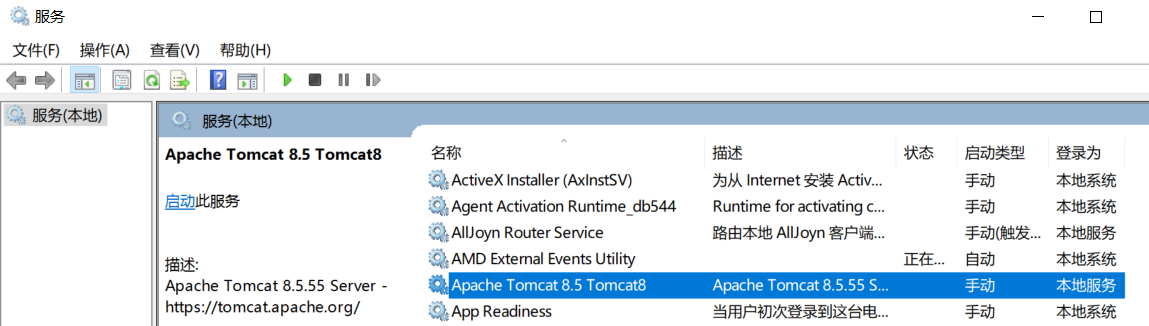 服务
文件(F) 操作(A) 查看(V) 帮助(H)
服务(本地)
服务(本地)
Apache Tomcat 8.5 Tomcat8
启动此服务
描述:
Apache Tomcat 8.5.55 Server -
https://tomcat.apache.org/
名称 描述 状态 启动类型 登录为
ActiveX Installer (AxInstSV) 为从 Internet 安装 Activ... 手动 本地系统
Agent Activation Runtime_db544 Runtime for activating c... 手动 本地系统
AllJoyn Router Service 路由本地 AllJoyn 客户端... 手动(触发... 本地服务
AMD External Events Utility 正在... 自动 本地系统
Apache Tomcat 8.5 Tomcat8 Apache Tomcat 8.5.55 S... 手动 本地服务
App Readiness 当用户初次登录到这台电... 手动 本地系统